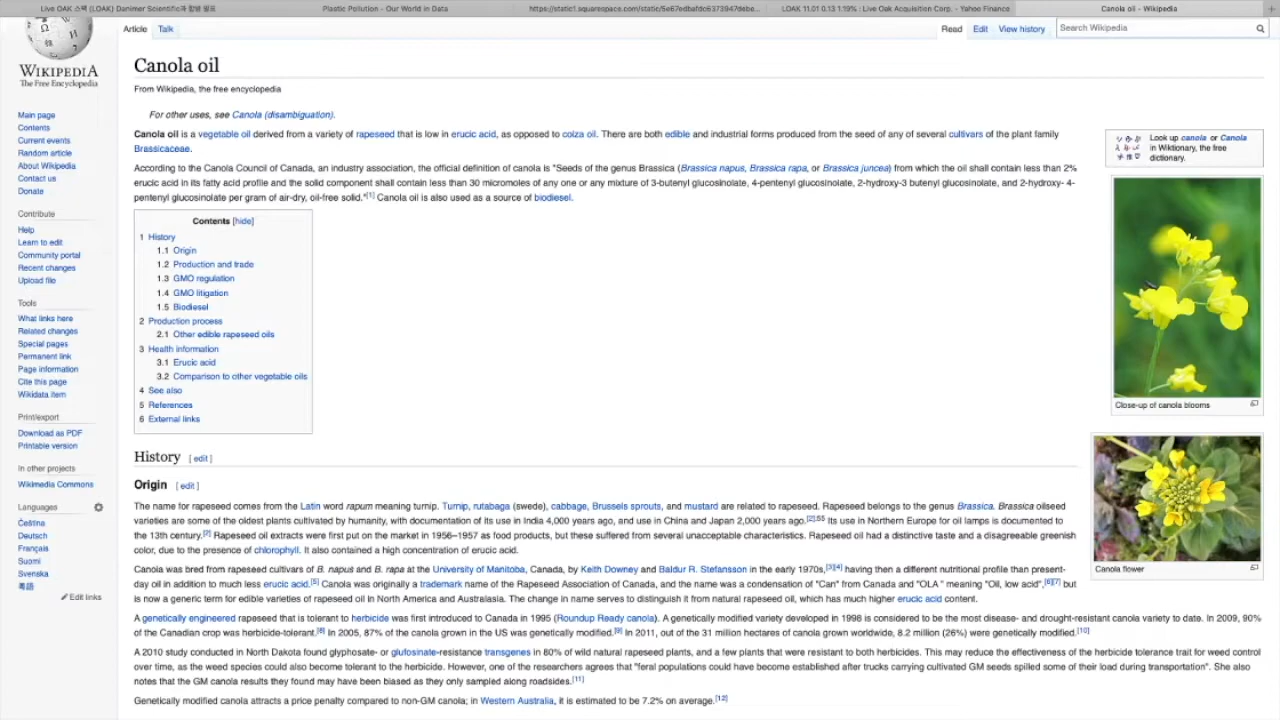 Live OAK 스팩 (LOAK) Danimer Scientific과 합병 발표
Plastic Pollution - Our World in Data
https://static1.squarespace.com/static/5e67edbafdc6373947debe...
LOAK 11.01 0.13 1.19% : Live Oak Acquisition Corp. - Yahoo Finance
Canola oil - Wikipedia
Article Talk
Read Edit View history
Search Wikipedia
WIKIPEDIA
The Free Encyclopedia
Main page
Contents
Current events
Random article
About Wikipedia
Contact us
Donate
Contribute
Help
Learn to edit
Community portal
Recent changes
Upload file
Tools
What links here
Related changes
Special pages
Permanent link
Page information
Cite this page
Wikidata item
Print/export
Download as PDF
Printable version
In other projects
Wikimedia Commons
Languages
Čeština
Deutsch
Français
Suomi
Svenska
粵語
Edit links
Canola oil
From Wikipedia, the free encyclopedia
For other uses, see Canola (disambiguation).
Canola oil is a vegetable oil derived from a variety of rapeseed that is low in erucic acid, as opposed to colza oil. There are both edible and industrial forms produced from the seed of any of several cultivars of the plant family
Brassicaceae.
According to the Canola Council of Canada, an industry association, the official definition of canola is "Seeds of the genus Brassica (Brassica napus, Brassica rapa, or Brassica juncea) from which the oil shall contain less than 2%
erucic acid in its fatty acid profile and the solid component shall contain less than 30 micromoles of any one or any mixture of 3-butenyl glucosinolate, 4-pentenyl glucosinolate, 2-hydroxy-3 butenyl glucosinolate, and 2-hydroxy- 4-
pentenyl glucosinolate per gram of air-dry, oil-free solid."[1] Canola oil is also used as a source of biodiesel.
Contents [hide]
1 History
1.1 Origin
1.2 Production and trade
1.3 GMO regulation
1.4 GMO litigation
1.5 Biodiesel
2 Production process
2.1 Other edible rapeseed oils
3 Health information
3.1 Erucic acid
3.2 Comparison to other vegetable oils
4 See also
5 References
6 External links
Look up canola or Canola
in Wiktionary, the free
dictionary.
Close-up of canola blooms
Canola flower
History [ edit ]
Origin [ edit ]
The name for rapeseed comes from the Latin word rapum meaning turnip. Turnip, rutabaga (swede), cabbage, Brussels sprouts, and mustard are related to rapeseed. Rapeseed belongs to the genus Brassica. Brassica oilseed
varieties are some of the oldest plants cultivated by humanity, with documentation of its use in India 4,000 years ago, and use in China and Japan 2,000 years ago.[2]:55 Its use in Northern Europe for oil lamps is documented to
the 13th century.[2] Rapeseed oil extracts were first put on the market in 1956–1957 as food products, but these suffered from several unacceptable characteristics. Rapeseed oil had a distinctive taste and a disagreeable greenish
color, due to the presence of chlorophyll. It also contained a high concentration of erucic acid.
Canola was bred from rapeseed cultivars of B. napus and B. rapa at the University of Manitoba, Canada, by Keith Downey and Baldur R. Stefansson in the early 1970s,[3][4] having then a different nutritional profile than present-
day oil in addition to much less erucic acid.[5] Canola was originally a trademark name of the Rapeseed Association of Canada, and the name was a condensation of "Can" from Canada and "OLA " meaning "Oil, low acid",[6][7] but
is now a generic term for edible varieties of rapeseed oil in North America and Australasia. The change in name serves to distinguish it from natural rapeseed oil, which has much higher erucic acid content.
A genetically engineered rapeseed that is tolerant to herbicide was first introduced to Canada in 1995 (Roundup Ready canola). A genetically modified variety developed in 1998 is considered to be the most disease- and drought-resistant canola variety to date. In 2009, 90%
of the Canadian crop was herbicide-tolerant.[8] In 2005, 87% of the canola grown in the US was genetically modified.[9] In 2011, out of the 31 million hectares of canola grown worldwide, 8.2 million (26%) were genetically modified.[10]
A 2010 study conducted in North Dakota found glyphosate- or glufosinate-resistance transgenes in 80% of wild natural rapeseed plants, and a few plants that were resistant to both herbicides. This may reduce the effectiveness of the herbicide tolerance trait for weed control
over time, as the weed species could also become tolerant to the herbicide. However, one of the researchers agrees that "feral populations could have become established after trucks carrying cultivated GM seeds spilled some of their load during transportation". She also
notes that the GM canola results they found may have been biased as they only sampled along roadsides.[11]
Genetically modified canola attracts a price penalty compared to non-GM canola; in Western Australia, it is estimated to be 7.2% on average.[12]